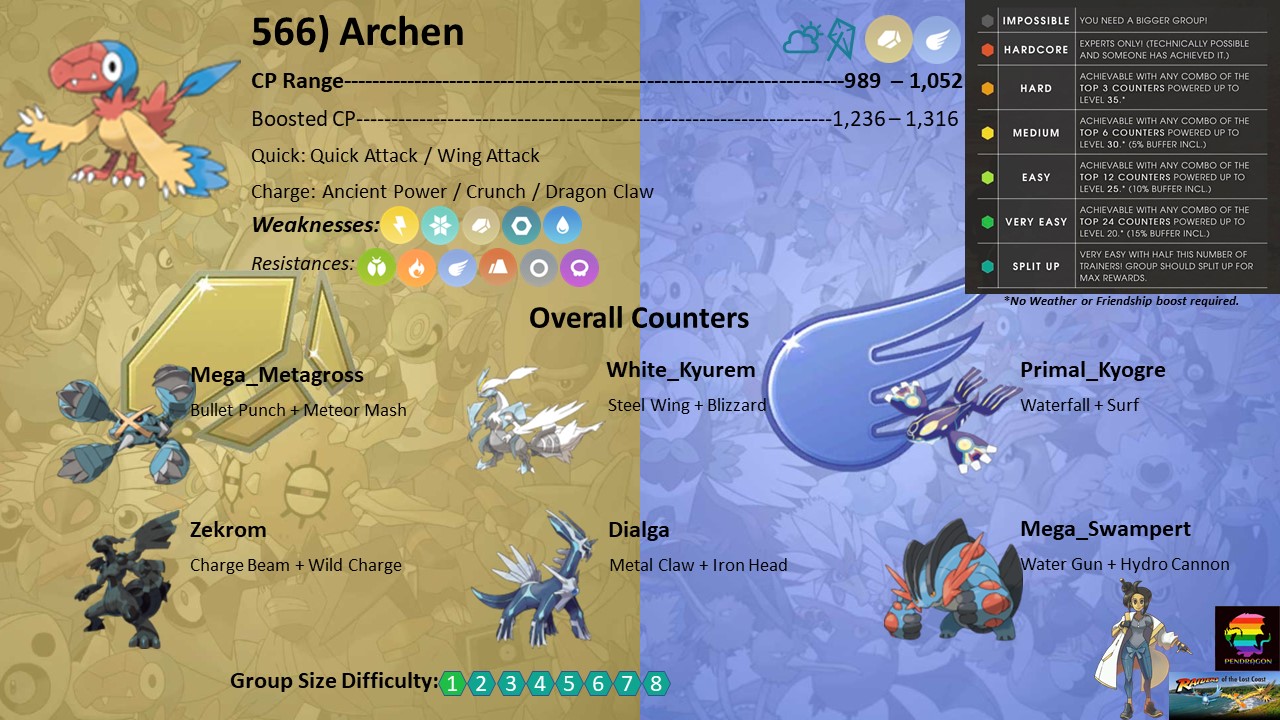 566) Archen
CP Range------------------------------------------------------------------------989 – 1,052
Boosted CP--------------------------------------------------------------------1,236 – 1,316
Quick: Quick Attack / Wing Attack
Charge: Ancient Power / Crunch / Dragon Claw
Weaknesses:
Resistances:
IMPOSSIBLE YOU NEED A BIGGER GROUP!
HARDCORE EXPERTS ONLY! (TECHNICALLY POSSIBLE
AND SOMEONE HAS ACHIEVED IT.)
HARD ACHIEVABLE WITH ANY COMBO OF THE
TOP 3 COUNTERS POWERED UP TO
LEVEL 35.*
MEDIUM ACHIEVABLE WITH ANY COMBO OF THE
TOP 6 COUNTERS POWERED UP TO
LEVEL 30.* (5% BUFFER INCL.)
EASY ACHIEVABLE WITH ANY COMBO OF THE
TOP 12 COUNTERS POWERED UP TO
LEVEL 25.* (10% BUFFER INCL.)
VERY EASY ACHIEVABLE WITH ANY COMBO OF THE
TOP 24 COUNTERS POWERED UP TO
LEVEL 20.* (15% BUFFER INCL.)
SPLIT UP VERY EASY WITH HALF THIS NUMBER OF
TRAINERS! GROUP SHOULD SPLIT UP FOR
MAX REWARDS.
*No Weather or Friendship boost required.
Overall Counters
Mega_Metagross
Bullet Punch + Meteor Mash
White_Kyurem
Steel Wing + Blizzard
Primal_Kyogre
Waterfall + Surf
Zekrom
Charge Beam + Wild Charge
Dialga
Metal Claw + Iron Head
Mega_Swampert
Water Gun + Hydro Cannon
Group Size Difficulty: 1 2 3 4 5 6 7 8
PENDRAGON
RAIDERS of the Lost Coast